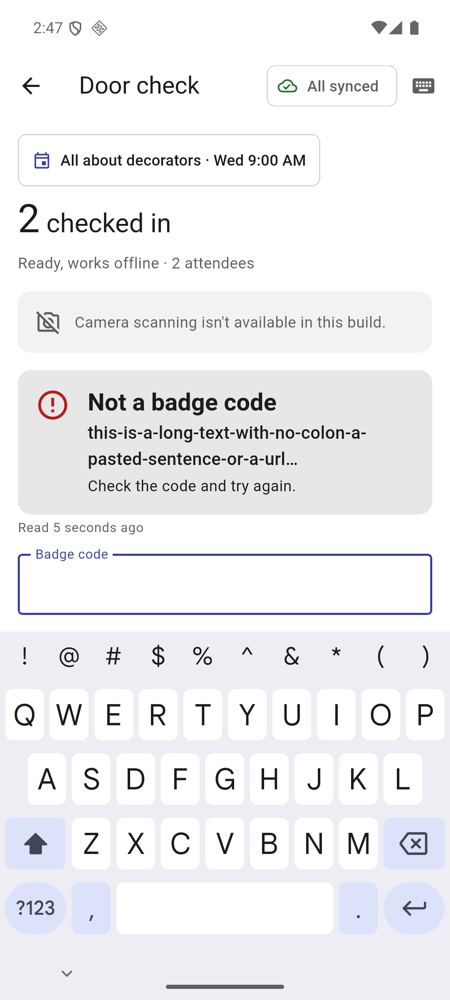 2:47
Door check
All synced
All about decorators · Wed 9:00 AM
2 checked in
Ready, works offline · 2 attendees
Camera scanning isn't available in this build.
Not a badge code
this-is-a-long-text-with-no-colon-a-
pasted-sentence-or-a-url…
Check the code and try again.
Read 5 seconds ago
Badge code
! @ # $ % ^ & * ( )
Q W E R T Y U I O P
A S D F G H J K L
Z X C V B N M
?123 , .